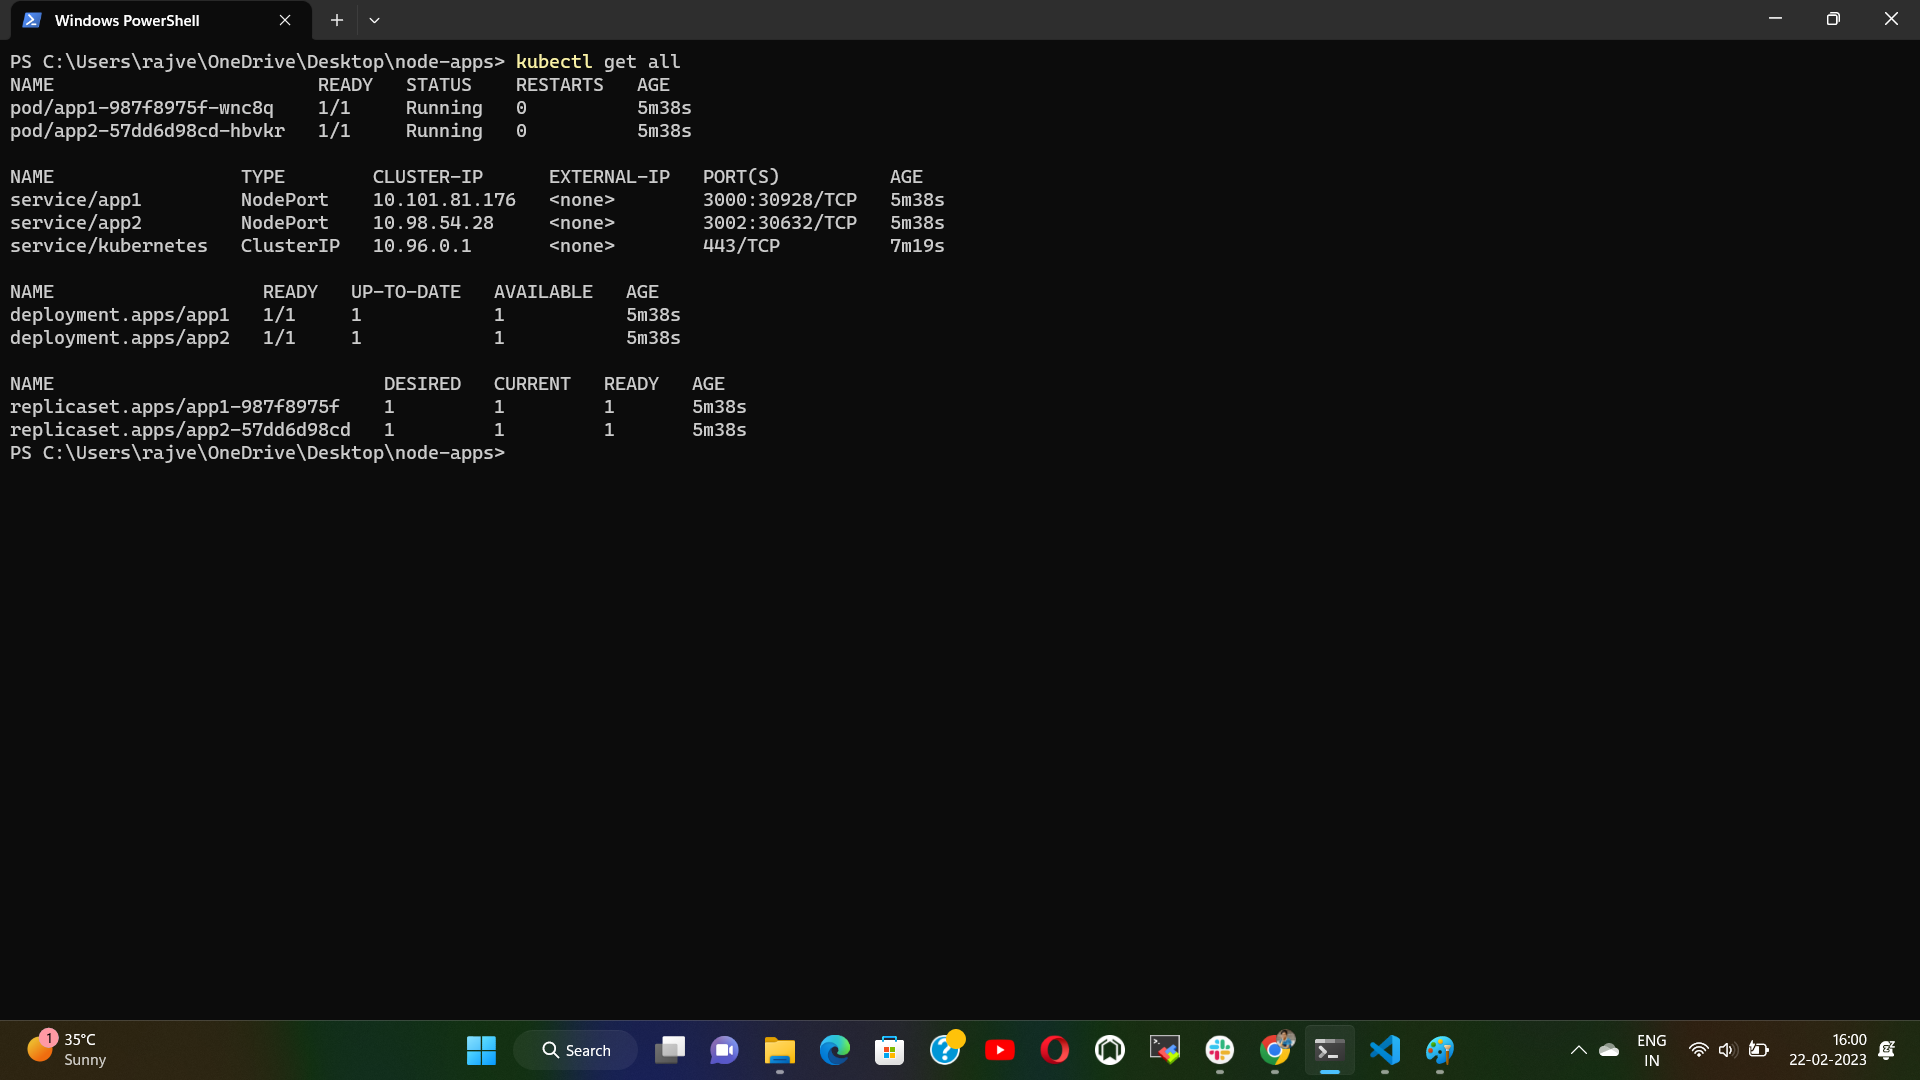 Windows PowerShell
PS C:\Users\rajve\OneDrive\Desktop\node-apps> kubectl get all
NAME READY STATUS RESTARTS AGE
pod/app1-987f8975f-wnc8q 1/1 Running 0 5m38s
pod/app2-57dd6d98cd-hbvkr 1/1 Running 0 5m38s
NAME TYPE CLUSTER-IP EXTERNAL-IP PORT(S) AGE
service/app1 NodePort 10.101.81.176 <none> 3000:30928/TCP 5m38s
service/app2 NodePort 10.98.54.28 <none> 3002:30632/TCP 5m38s
service/kubernetes ClusterIP 10.96.0.1 <none> 443/TCP 7m19s
NAME READY UP-TO-DATE AVAILABLE AGE
deployment.apps/app1 1/1 1 1 5m38s
deployment.apps/app2 1/1 1 1 5m38s
NAME DESIRED CURRENT READY AGE
replicaset.apps/app1-987f8975f 1 1 1 5m38s
replicaset.apps/app2-57dd6d98cd 1 1 1 5m38s
PS C:\Users\rajve\OneDrive\Desktop\node-apps>
1 35°C
Sunny
Search
ENG
IN
16:00
22-02-2023